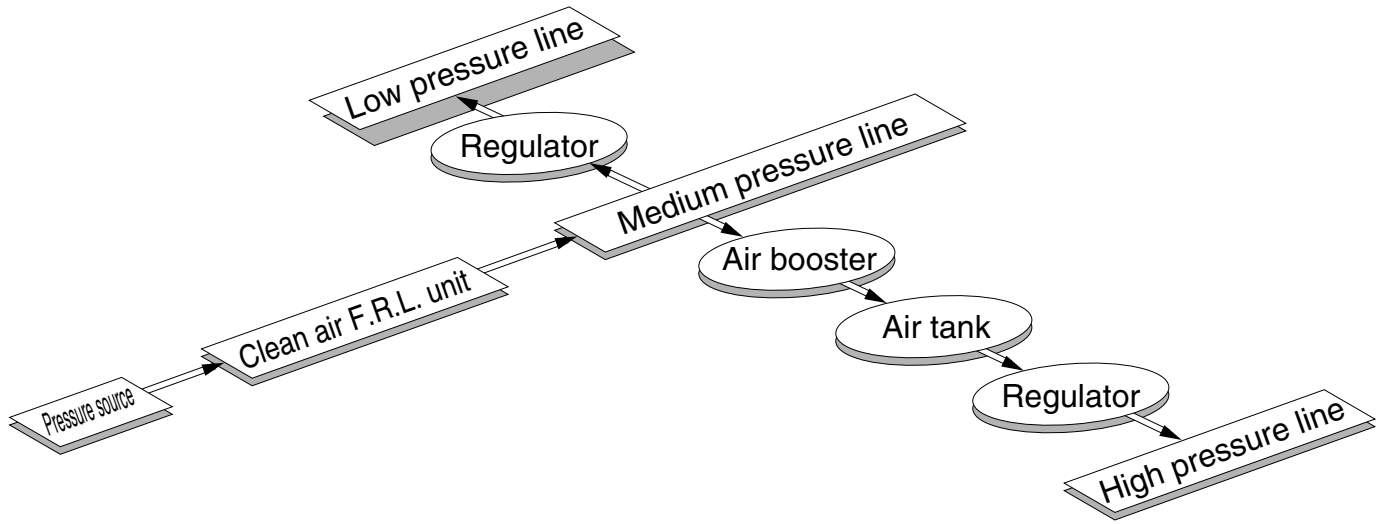 Low pressure line
Regulator
Medium pressure line
Air booster
Clean air F.R.L. unit
Air tank
Pressure source
Regulator
High pressure line